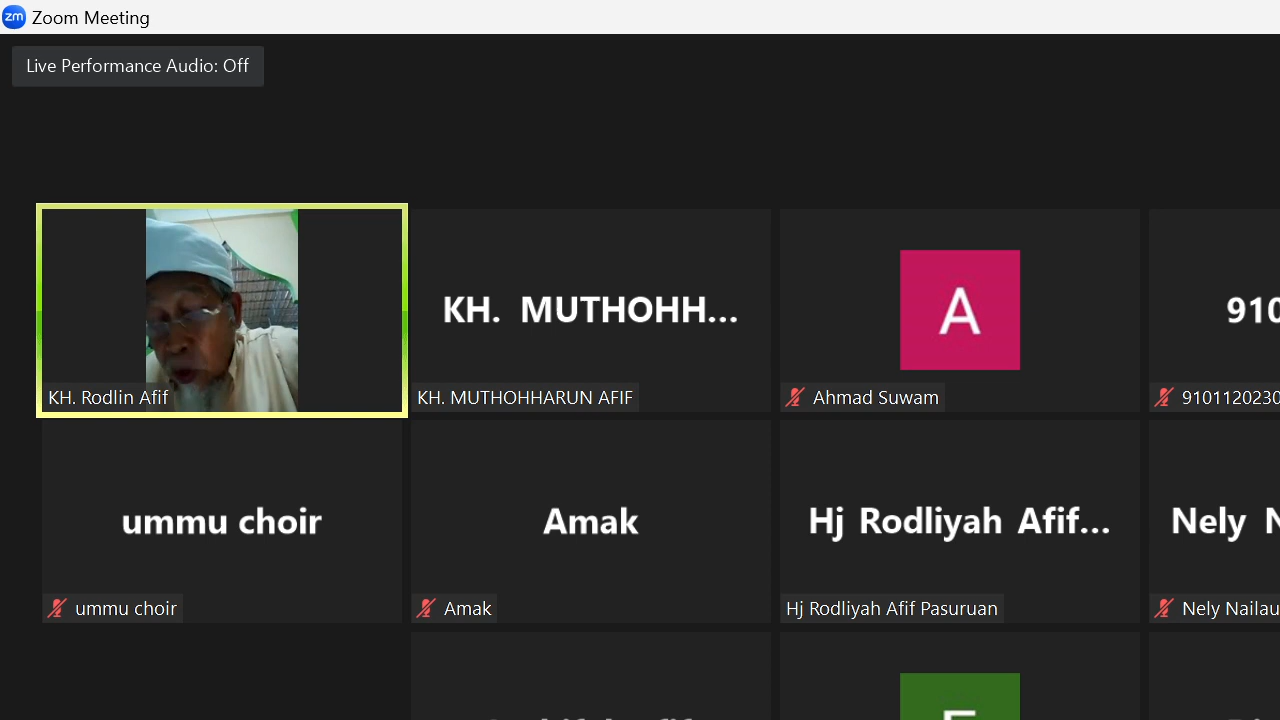 zm Zoom Meeting
Live Performance Audio: Off
KH. Rodlin Afif
KH. MUTHOHH...
KH. MUTHOHHARUN AFIF
A
Ahmad Suwam
910
9101120230
ummu choir
ummu choir
Amak
Amak
Hj Rodliyah Afif...
Hj Rodliyah Afif Pasuruan
Nely N
Nely Nailau